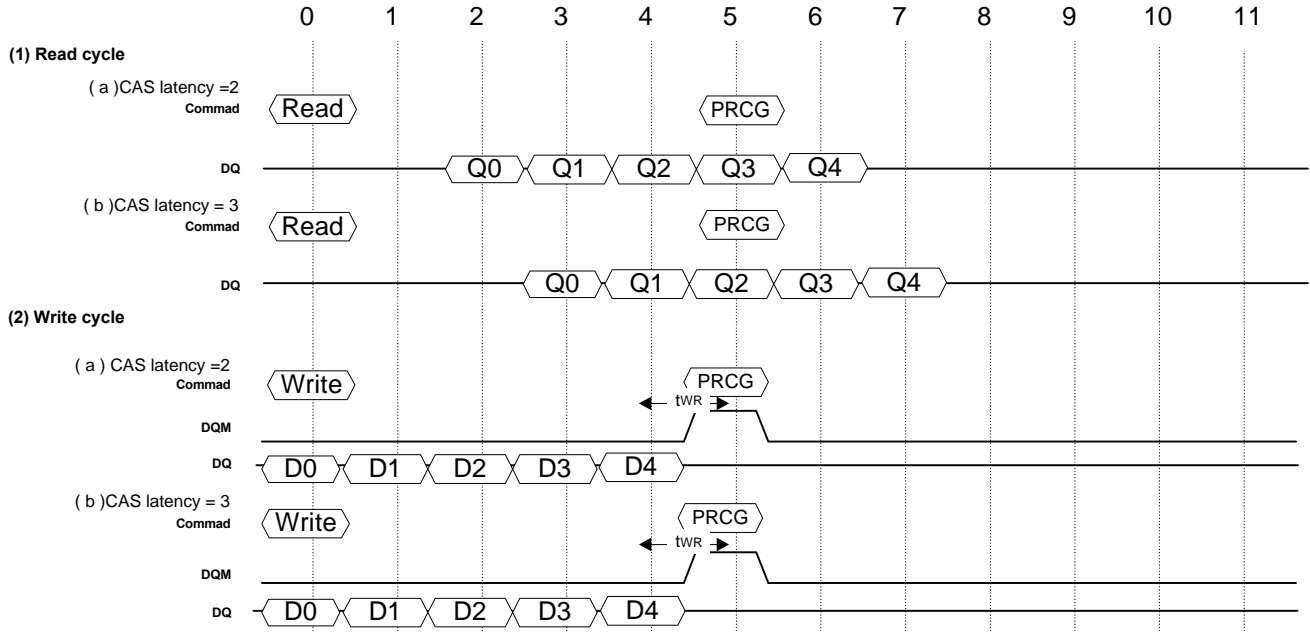 0 1 2 3 4 5 6 7 8 9 10 11
(1) Read cycle
( a )CAS latency =2
Commad Read PRCG
DQ Q0 Q1 Q2 Q3 Q4
( b )CAS latency = 3
Commad Read PRCG
DQ Q0 Q1 Q2 Q3 Q4
(2) Write cycle
( a ) CAS latency =2
Commad Write PRCG
tWR
DQM
DQ D0 D1 D2 D3 D4
( b )CAS latency = 3
Commad Write PRCG
tWR
DQM
DQ D0 D1 D2 D3 D4